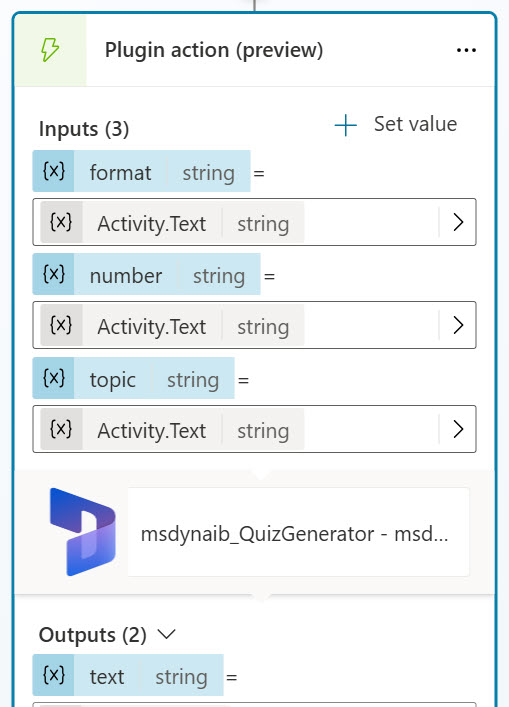 Plugin action (preview)
Inputs (3) Set value
{x} format string =
{x} Activity.Text string
{x} number string =
{x} Activity.Text string
{x} topic string =
{x} Activity.Text string
msdynaib_QuizGenerator - msd...
Outputs (2)
{x} text string =